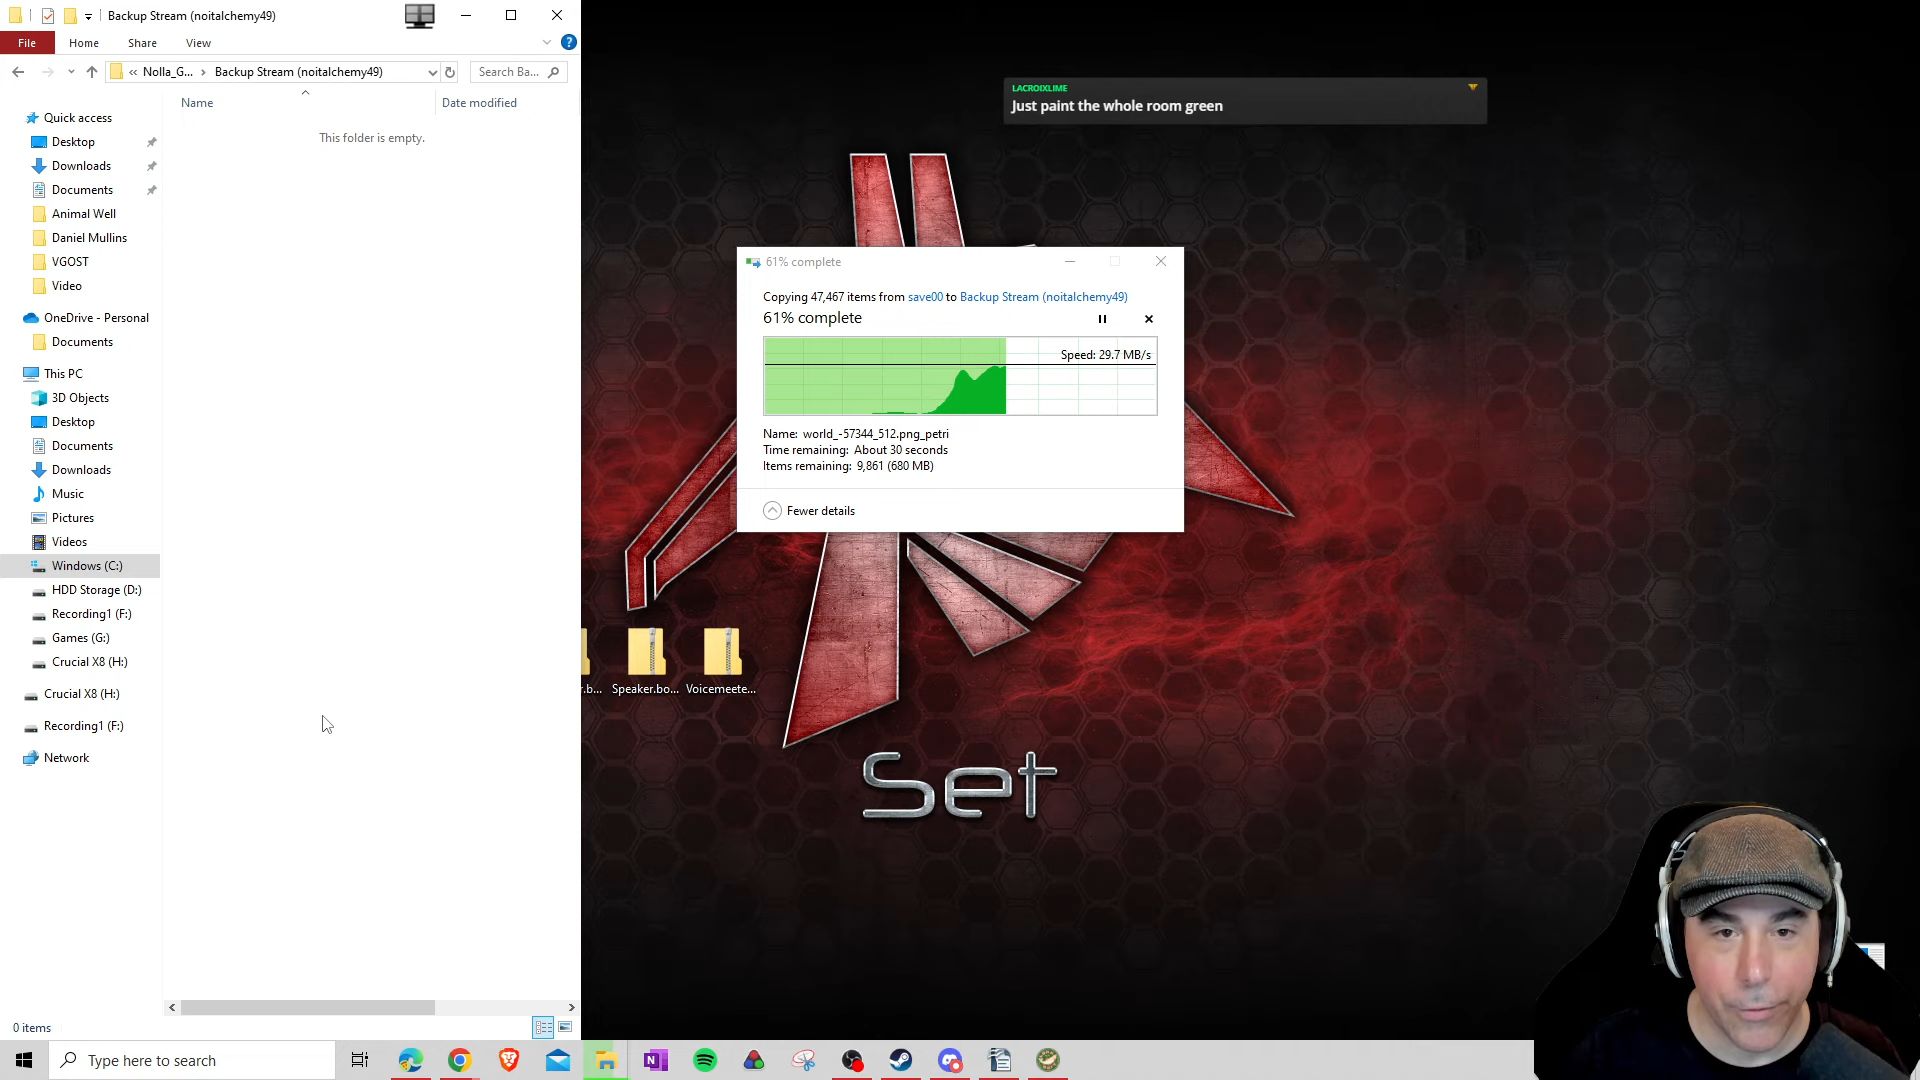 Backup Stream (noitalchemy49)
File
Home
Share
View
?
«
Nolla_G...
Backup Stream (noitalchemy49)
Search Ba...
Name
Date modified
This folder is empty.
Quick access
Desktop
Downloads
Documents
Animal Well
Daniel Mullins
VGOST
Video
OneDrive - Personal
Documents
This PC
3D Objects
Desktop
Documents
Downloads
Music
Pictures
Videos
Windows (C:)
HDD Storage (D:)
Recording1 (F:)
Games (G:)
Crucial X8 (H:)
Crucial X8 (H:)
Recording1 (F:)
Network
0 items
LACROIXLIME
Just paint the whole room green
61% complete
Copying 47,467 items from save00 to Backup Stream (noitalchemy49)
61% complete
Speed: 29.7 MB/s
Name: world_-57344_512.png_petri
Time remaining: About 30 seconds
Items remaining: 9,861 (680 MB)
Fewer details
r.b...
Speaker.bo...
Voicemeete...
Set
Type here to search
N